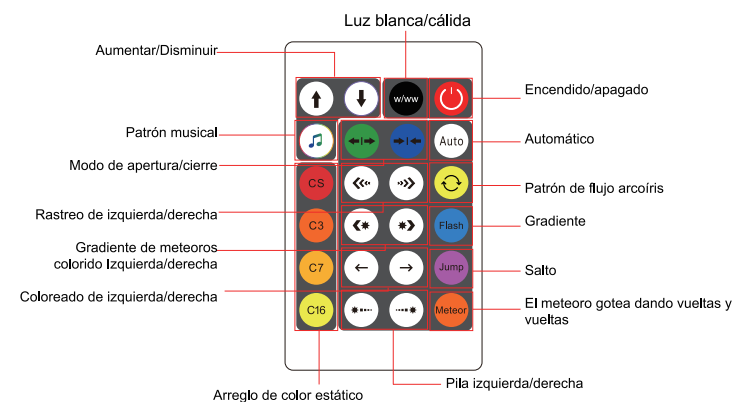 Luz blanca/cálida
Aumentar/Disminuir
W/WW
Encendido/apagado
Patrón musical
Auto
Automático
Modo de apertura/cierre
CS
Patrón de flujo arcoíris
Rastreo de izquierda/derecha
C3
Flash
Gradiente
Gradiente de meteoros
colorido Izquierda/derecha
C7
Jump
Salto
Coloreado de izquierda/derecha
C16
Meteor
El meteoro gotea dando vueltas y
vueltas
Pila izquierda/derecha
Arreglo de color estático